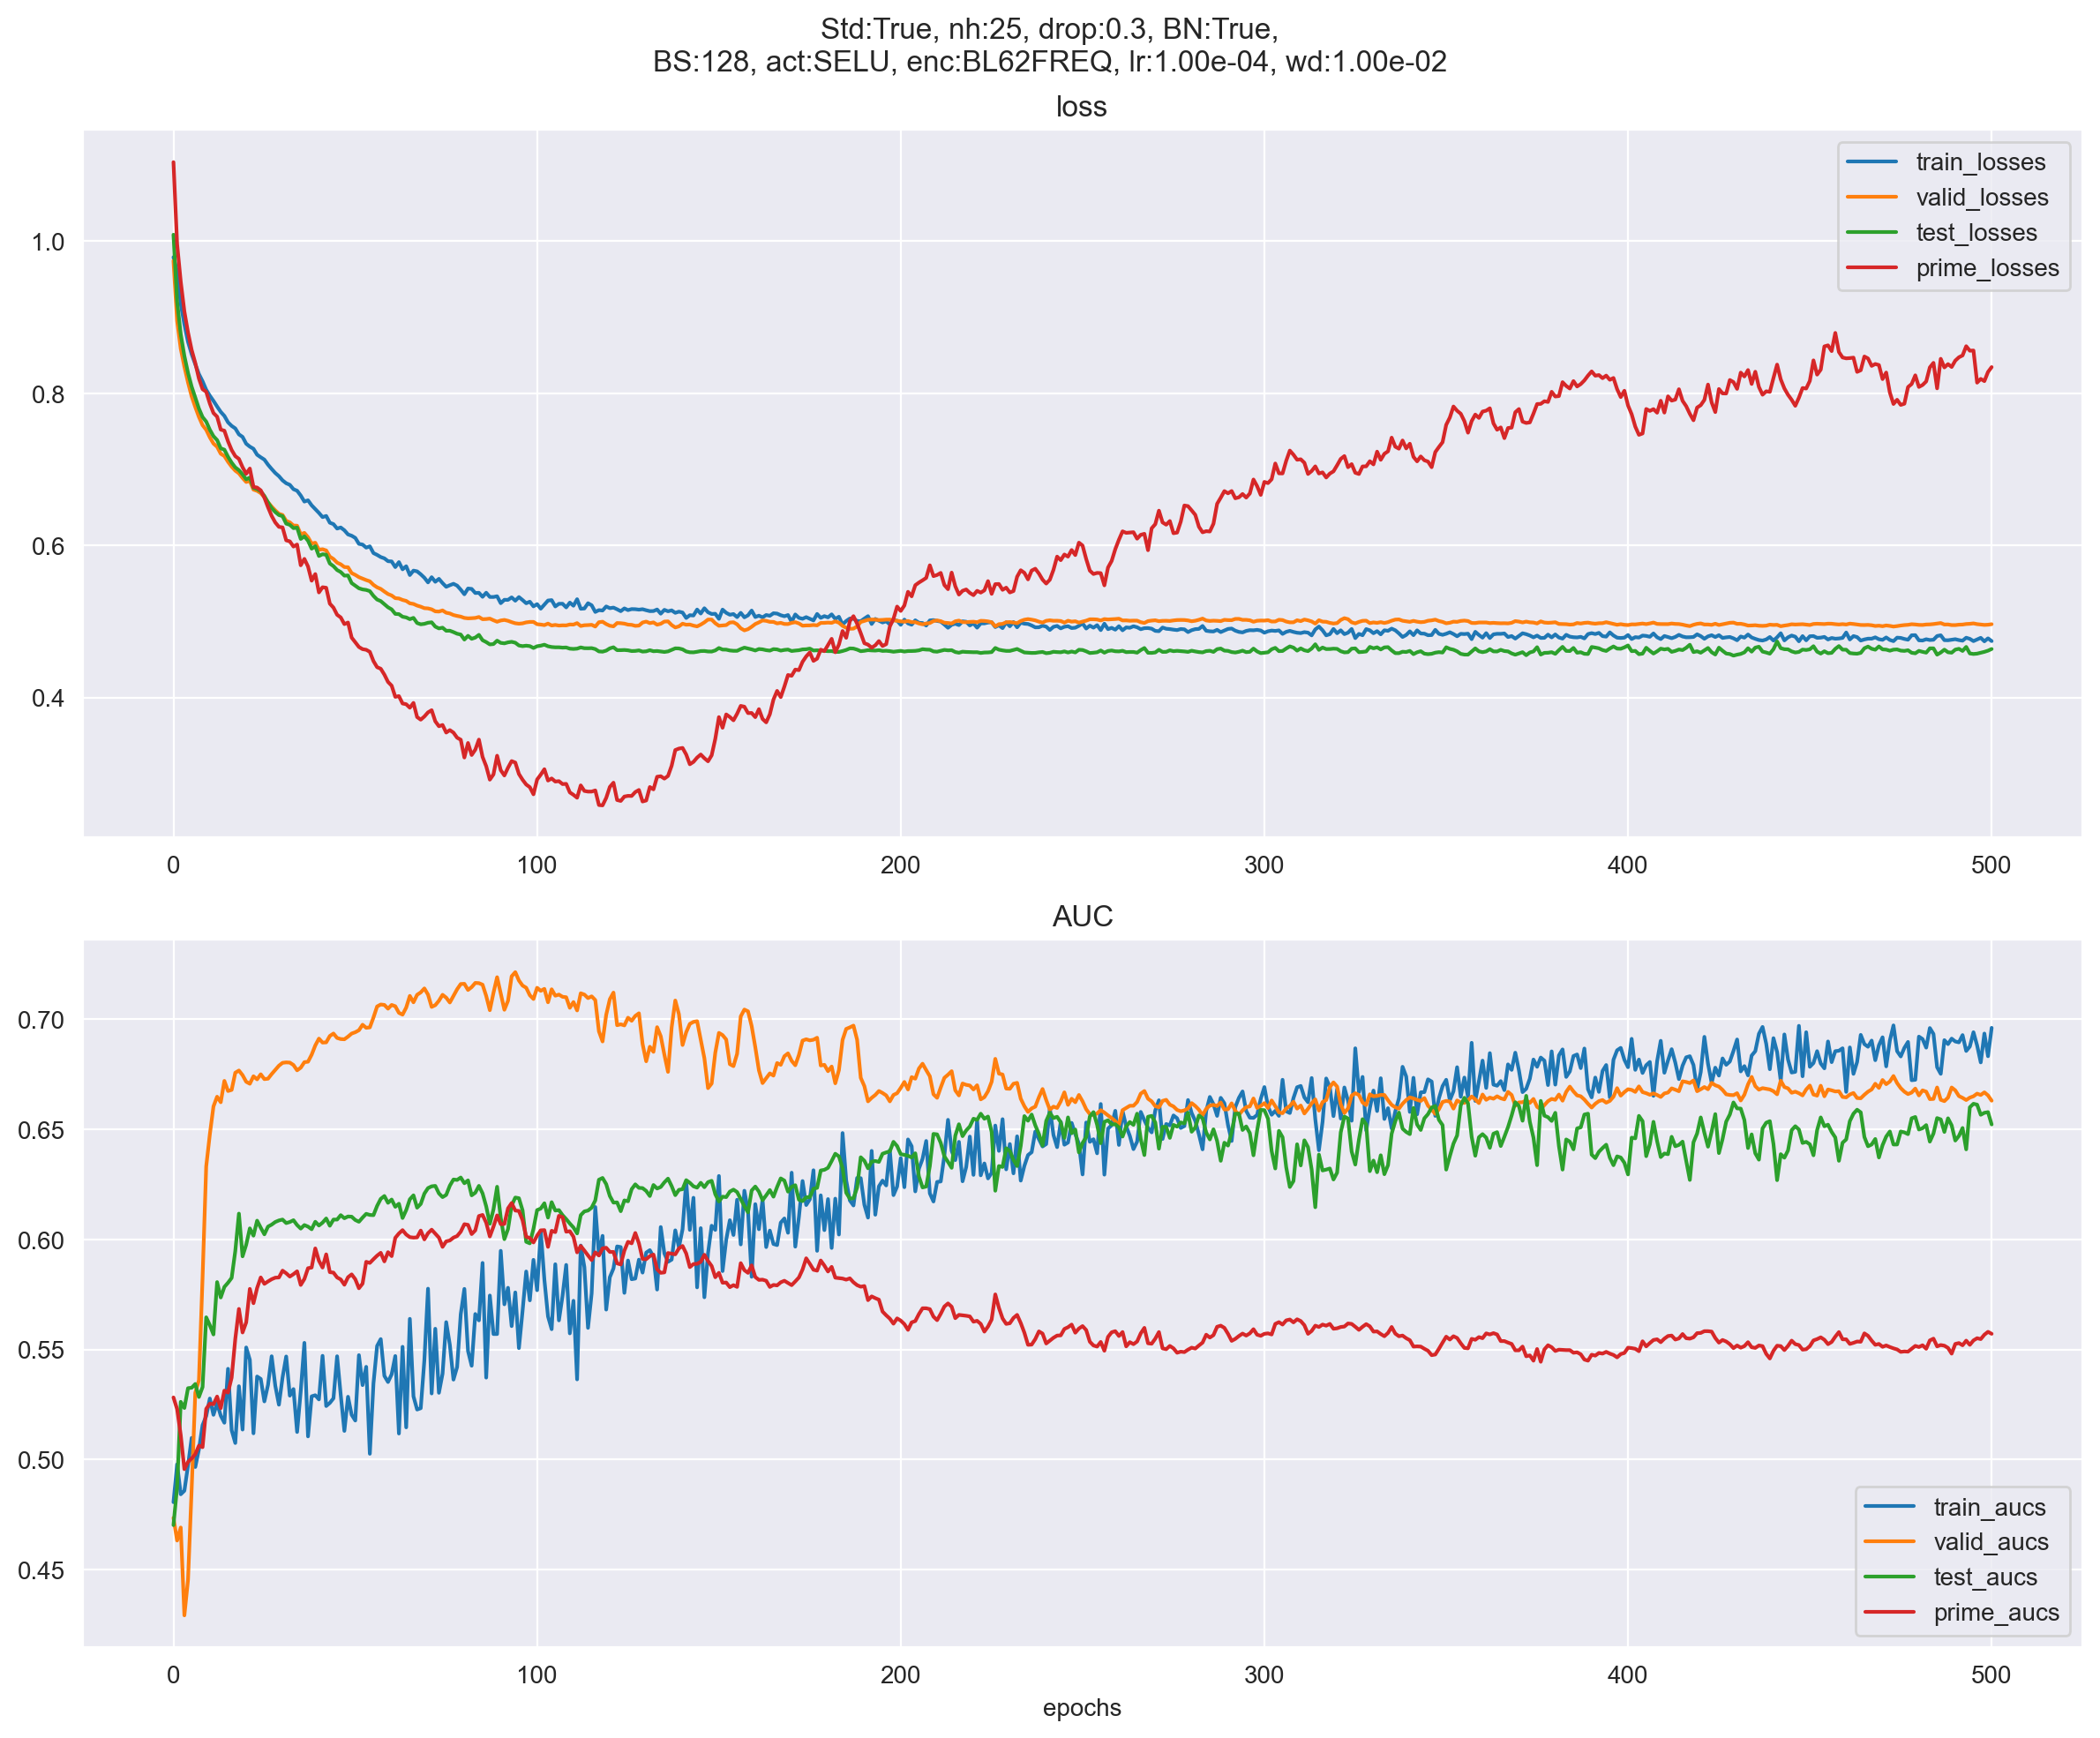 Std:True, nh:25, drop:0.3, BN:True,
BS:128, act:SELU, enc:BL62FREQ, lr:1.00e-04, wd:1.00e-02
loss
train_losses
valid_losses
test_losses
prime_losses
1.0
0.8
0.6
0.4
0 100 200 300 400 500
AUC
0.70
0.65
0.60
0.55
0.50
0.45
train_aucs
valid_aucs
test_aucs
prime_aucs
0 100 200 300 400 500
epochs